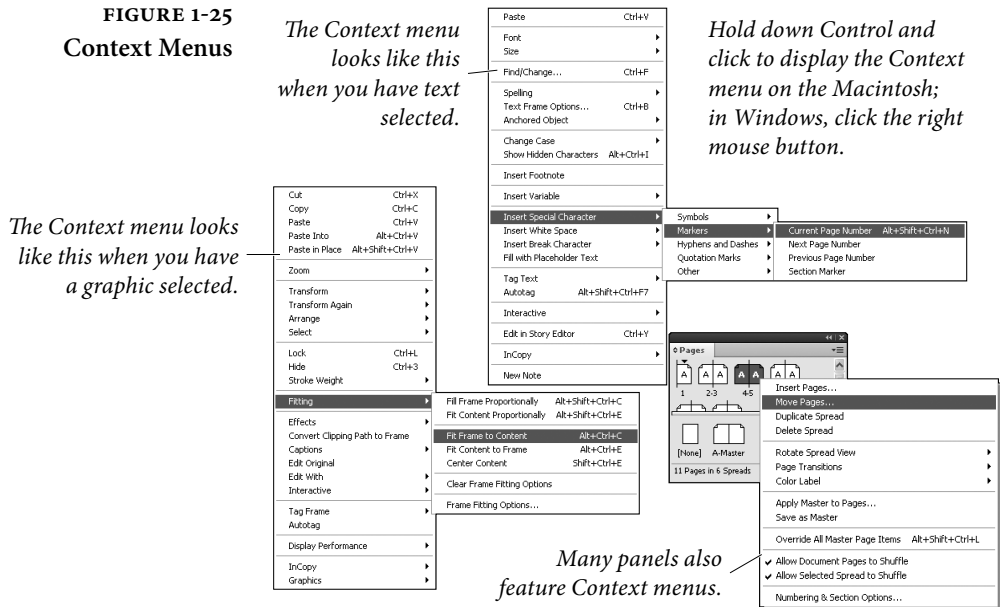 FIGURE 1-25
Context Menus
The Context menu
looks like this
when you have text
selected.
Paste Ctrl+V
Font
Size
Find/Change... Ctrl+F
Spelling
Text Frame Options... Ctrl+B
Anchored Object
Change Case
Show Hidden Characters Alt+Ctrl+I
Insert Footnote
Insert Variable
Insert Special Character
Insert White Space
Insert Break Character
Fill with Placeholder Text
Tag Text
Autotag Alt+Shift+Ctrl+F7
Interactive
Edit in Story Editor Ctrl+Y
InCopy
New Note
Symbols
Markers
Hyphens and Dashes
Quotation Marks
Other
Current Page Number Alt+Shift+Ctrl+N
Next Page Number
Previous Page Number
Section Marker
Hold down Control and
click to display the Context
menu on the Macintosh;
in Windows, click the right
mouse button.
The Context menu looks
like this when you have
a graphic selected.
Cut Ctrl+X
Copy Ctrl+C
Paste Ctrl+V
Paste Into Alt+Ctrl+V
Paste in Place Alt+Shift+Ctrl+V
Zoom
Transform
Transform Again
Arrange
Select
Lock Ctrl+L
Hide Ctrl+3
Stroke Weight
Fitting
Effects
Convert Clipping Path to Frame
Captions
Edit Original
Edit With
Interactive
Tag Frame
Autotag
Display Performance
InCopy
Graphics
Fill Frame Proportionally Alt+Shift+Ctrl+C
Fit Content Proportionally Alt+Shift+Ctrl+E
Fit Frame to Content Alt+Ctrl+C
Fit Content to Frame Alt+Ctrl+E
Center Content Shift+Ctrl+E
Clear Frame Fitting Options
Frame Fitting Options...
Pages
A A A A A A A
1 2-3 4-5
[None] A-Master
11 Pages in 6 Spreads
Insert Pages...
Move Pages...
Duplicate Spread
Delete Spread
Rotate Spread View
Page Transitions
Color Label
Apply Master to Pages...
Save as Master
Override All Master Page Items Alt+Shift+Ctrl+L
✓ Allow Document Pages to Shuffle
✓ Allow Selected Spread to Shuffle
Numbering & Section Options...
Many panels also
feature Context menus.